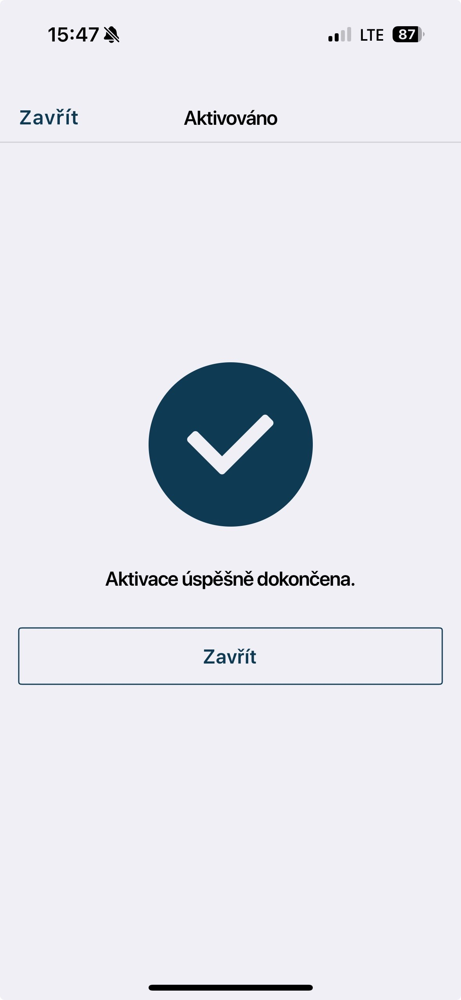 15:47 LTE 87
Zavřít Aktivováno
Aktivace úspěšně dokončena.
Zavřít